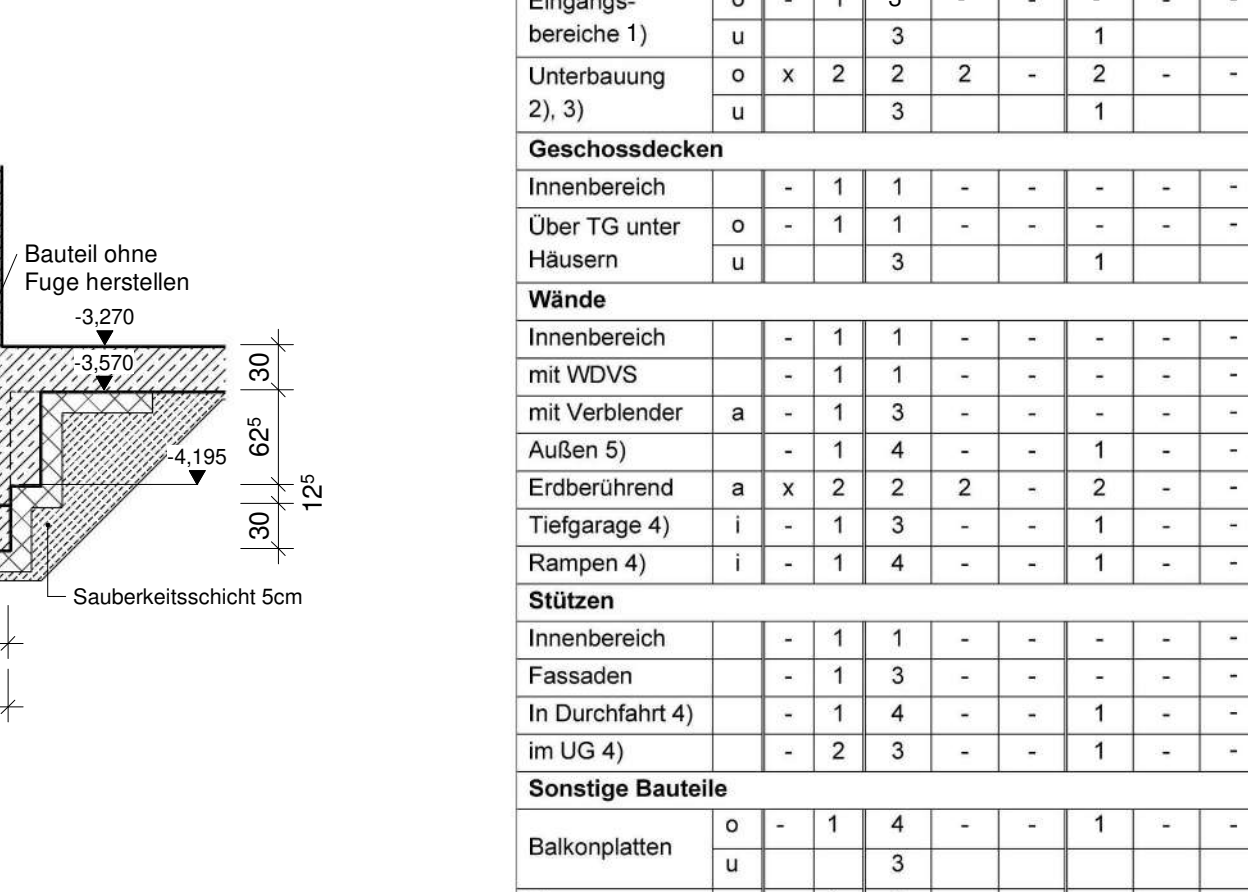 Bauteil ohne
Fuge herstellen
-3,270
-3,570
30
62⁵
-4,195
12⁵
30
Sauberkeitsschicht 5cm
Eingangs- o - 1 3 - - - - -
bereiche 1) u 3 1
Unterbauung o x 2 2 2 - 2 - -
2), 3) u 3 1
Geschossdecken
Innenbereich - 1 1 - - - - -
Über TG unter o - 1 1 - - - - -
Häusern u 3 1
Wände
Innenbereich - 1 1 - - - - -
mit WDVS - 1 1 - - - - -
mit Verblender a - 1 3 - - - - -
Außen 5) - 1 4 - - 1 - -
Erdberührend a x 2 2 2 - 2 - -
Tiefgarage 4) i - 1 3 - - 1 - -
Rampen 4) i - 1 4 - - 1 - -
Stützen
Innenbereich - 1 1 - - - - -
Fassaden - 1 3 - - - - -
In Durchfahrt 4) - 1 4 - - 1 - -
im UG 4) - 2 3 - - 1 - -
Sonstige Bauteile
Balkonplatten o - 1 4 - - 1 - -
u 3